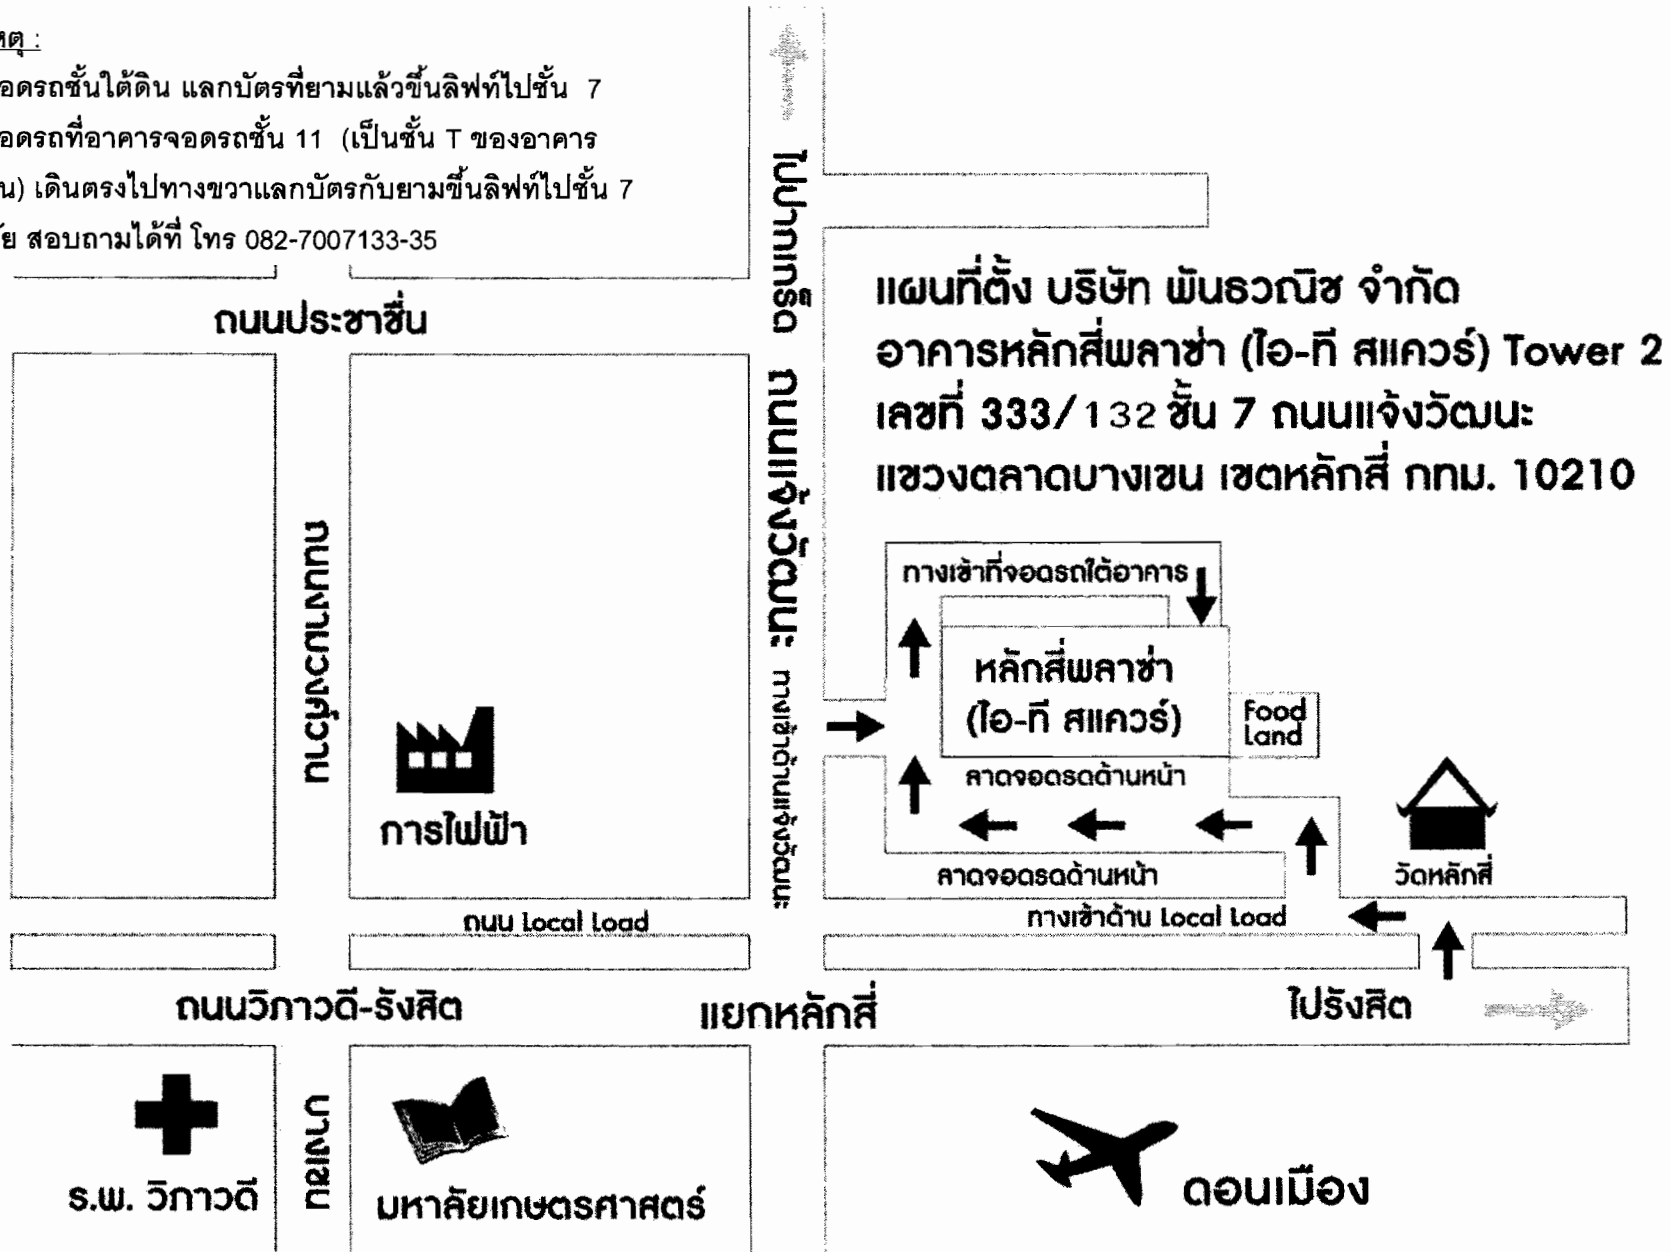 หตุ :
อดรถชั้นใต้ดิน แลกบัตรที่ยามแล้วขึ้นลิฟท์ไปชั้น 7
อดรถที่อาคารจอดรถชั้น 11 (เป็นชั้น T ของอาคาร
น) เดินตรงไปทางขวาแลกบัตรกับยามขึ้นลิฟท์ไปชั้น 7
ัย สอบถามได้ที่ โทร 082-7007133-35
ไปปากเกร็ด
ถนนประชาชื่น
แผนที่ตั้ง บริษัท พันธวณิช จำกัด
อาคารหลักสี่พลาซ่า (ไอ-ที สแควร์) Tower 2
เลขที่ 333/132 ชั้น 7 ถนนแจ้งวัฒนะ
แขวงตลาดบางเขน เขตหลักสี่ กทม. 10210
ถนนแจ้งวัฒนะ
ถนนงามวงศ์วาน
ทางเข้าที่จอดรถใต้อาคาร
หลักสี่พลาซ่า
(ไอ-ที สแควร์)
Food
Land
ทางเข้าด้านแจ้งวัฒนะ
ลาดจอดรดด้านหน้า
การไฟฟ้า
ลาดจอดรดด้านหน้า
วัดหลักสี่
ถนน Local Load
ทางเข้าด้าน Local Load
ถนนวิภาวดี-รังสิต
แยกหลักสี่
ไปรังสิต
บางเขน
ร.พ. วิภาวดี
มหาลัยเกษตรศาสตร์
ดอนเมือง